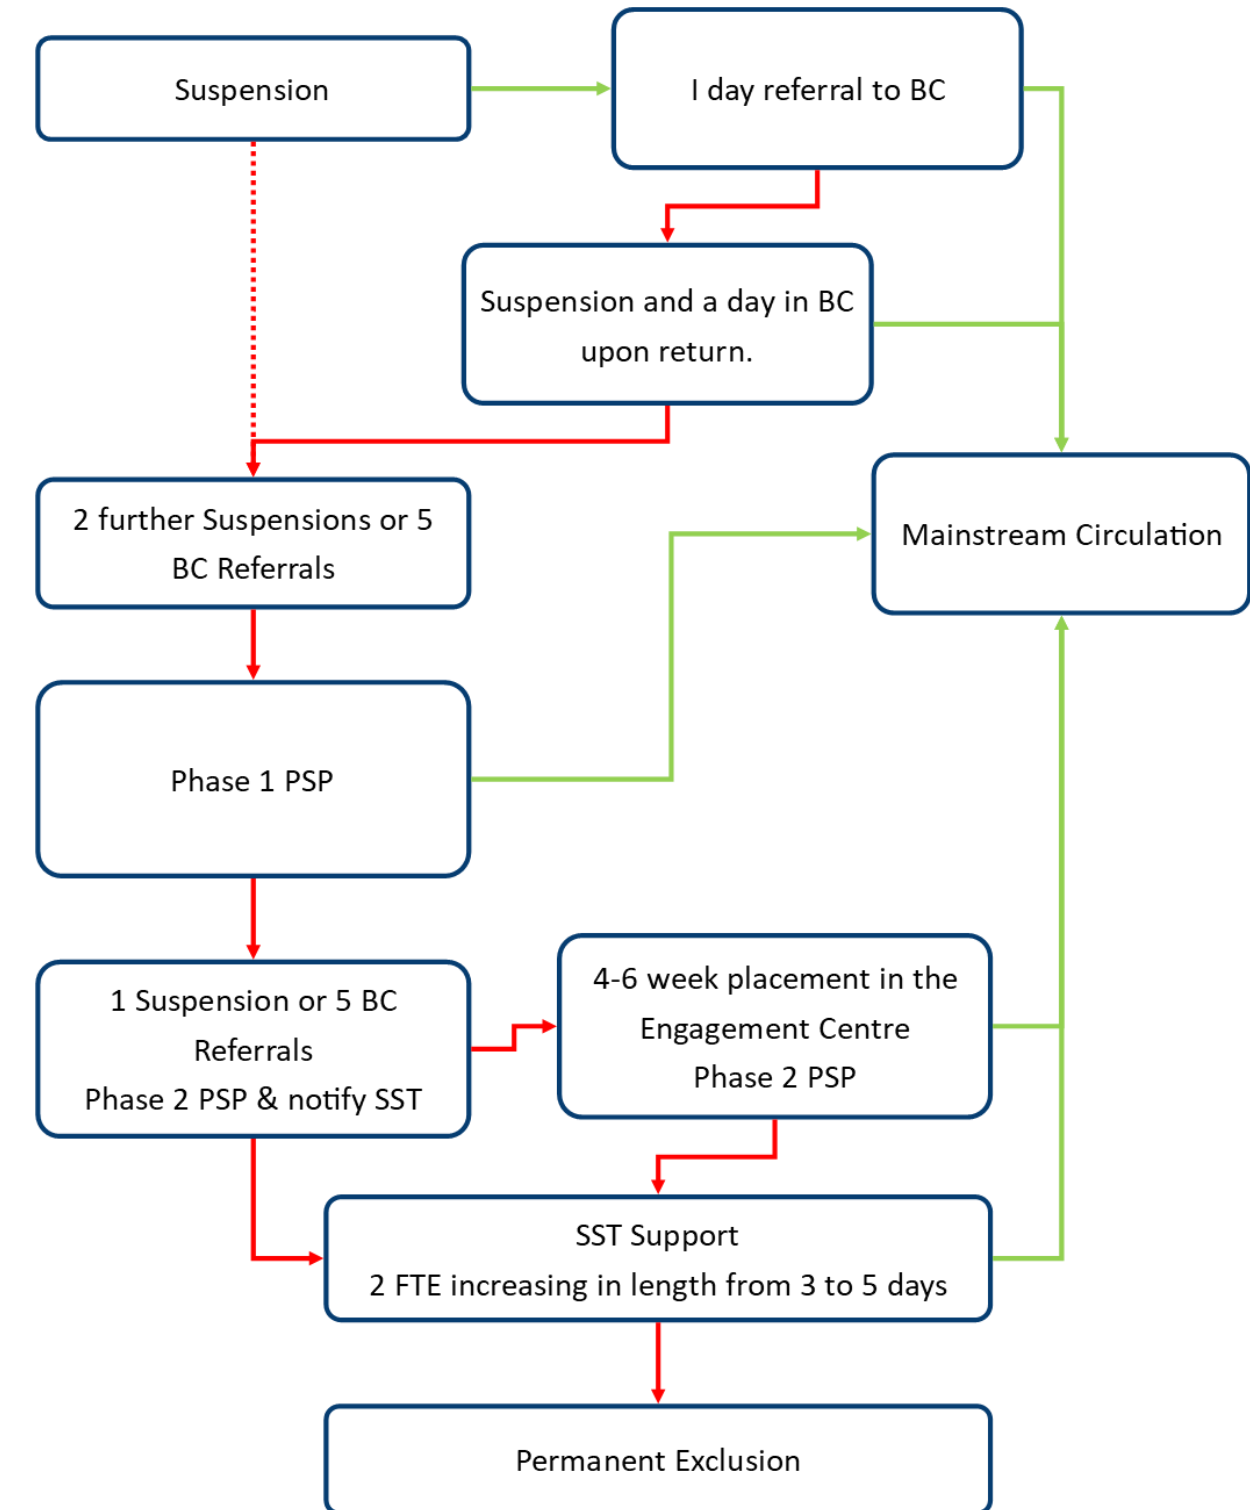 Suspension
I day referral to BC
Suspension and a day in BC
upon return.
2 further Suspensions or 5
BC Referrals
Mainstream Circulation
Phase 1 PSP
1 Suspension or 5 BC
Referrals
Phase 2 PSP & notify SST
4-6 week placement in the
Engagement Centre
Phase 2 PSP
SST Support
2 FTE increasing in length from 3 to 5 days
Permanent Exclusion